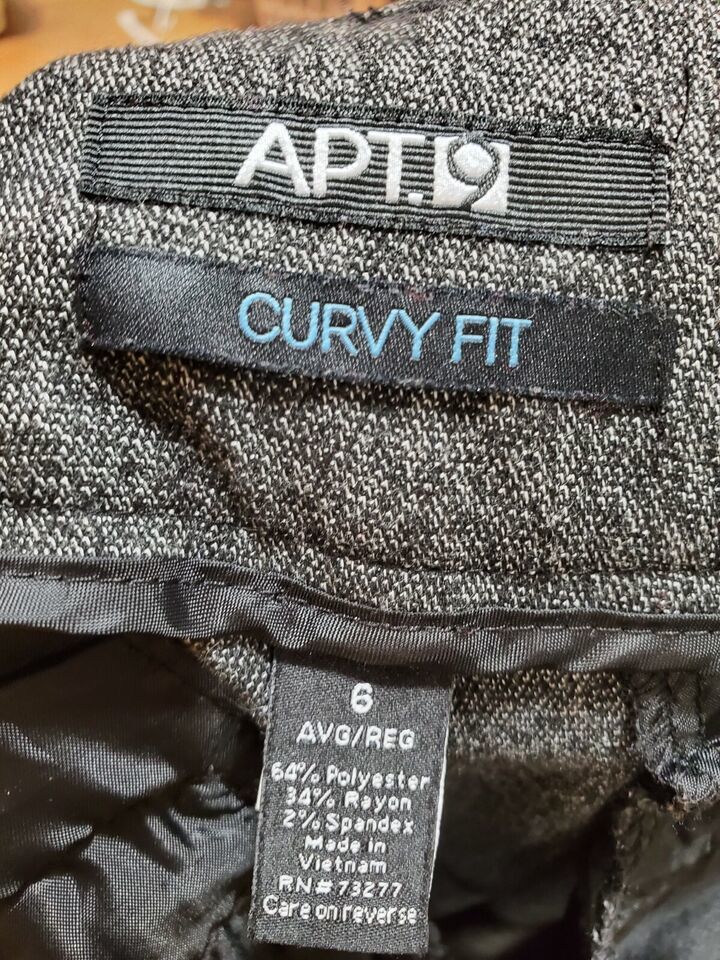 APT.9
CURVY FIT
6
AVG/REG
64% Polyester
34% Rayon
2% Spandex
Made in
Vietnam
RN# 73277
Care on reverse